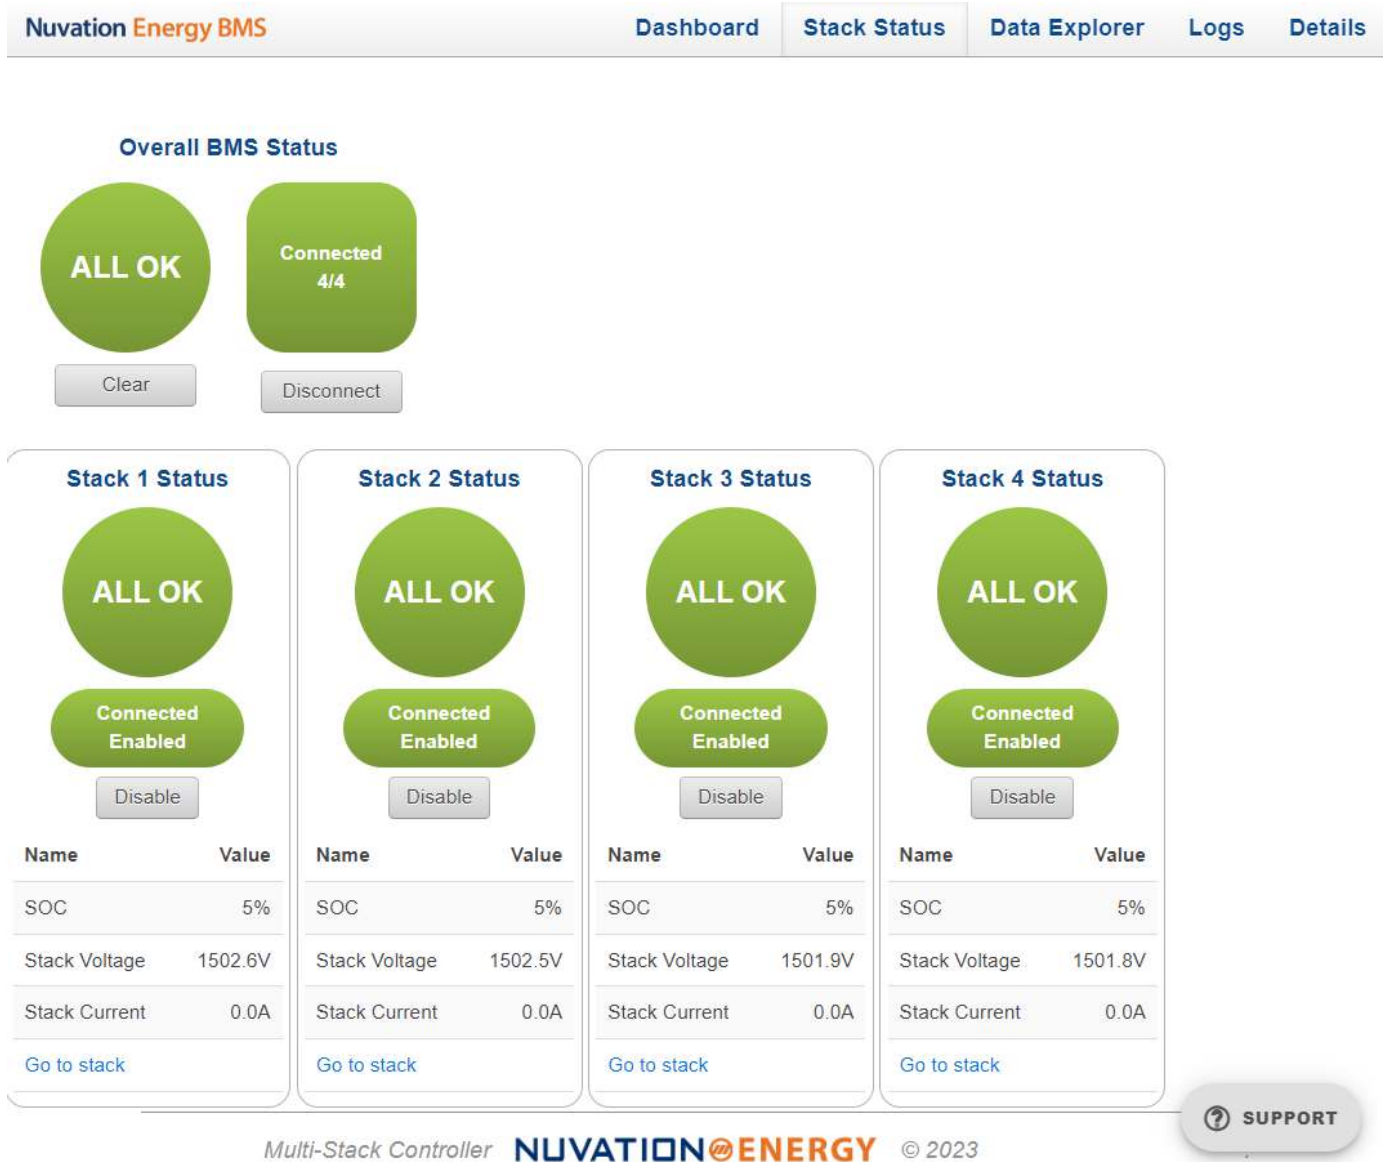 Nuvation Energy BMS Dashboard Stack Status Data Explorer Logs Details
Overall BMS Status
ALL OK
Connected
4/4
Clear
Disconnect
Stack 1 Status
ALL OK
Connected
Enabled
Disable
Name Value
SOC 5%
Stack Voltage 1502.6V
Stack Current 0.0A
Go to stack
Stack 2 Status
ALL OK
Connected
Enabled
Disable
Name Value
SOC 5%
Stack Voltage 1502.5V
Stack Current 0.0A
Go to stack
Stack 3 Status
ALL OK
Connected
Enabled
Disable
Name Value
SOC 5%
Stack Voltage 1501.9V
Stack Current 0.0A
Go to stack
Stack 4 Status
ALL OK
Connected
Enabled
Disable
Name Value
SOC 5%
Stack Voltage 1501.8V
Stack Current 0.0A
Go to stack
? SUPPORT
Multi-Stack Controller NUVATION ENERGY © 2023